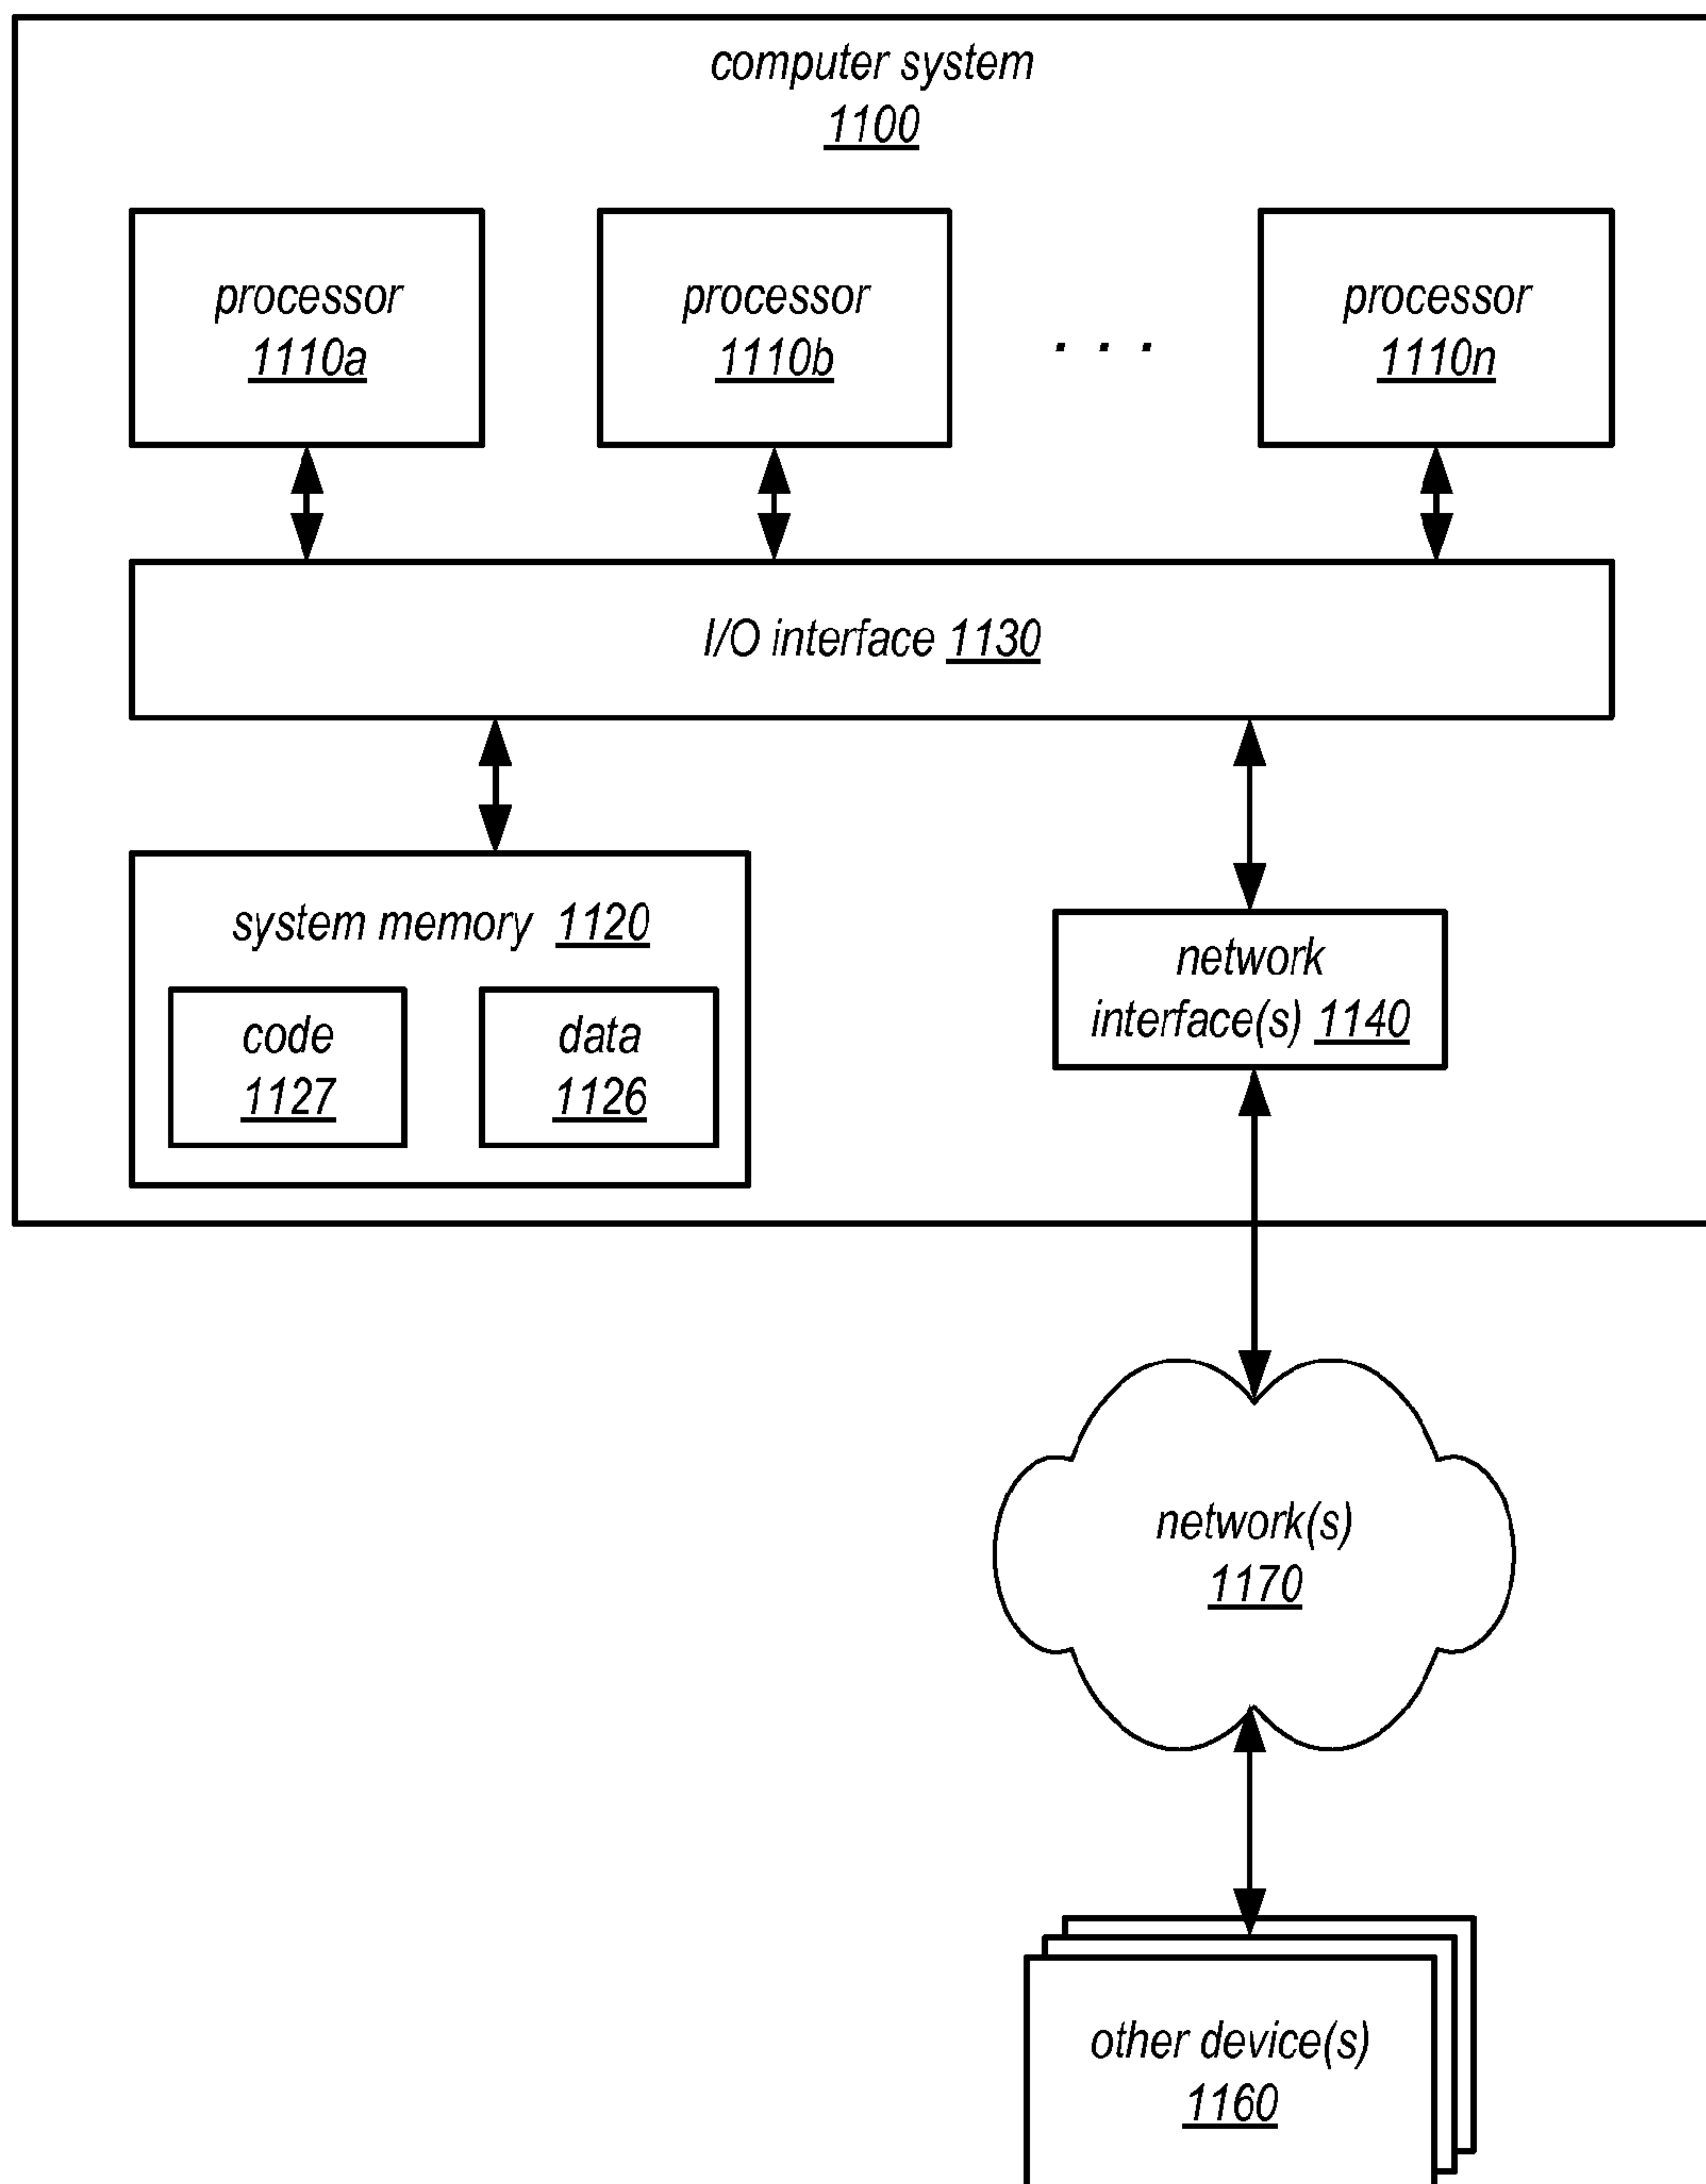 computer system
1100
processor
1110a
processor
1110b
. . .
processor
1110n
I/O interface 1130
system memory 1120
code
1127
data
1126
network
interface(s) 1140
network(s)
1170
other device(s)
1160